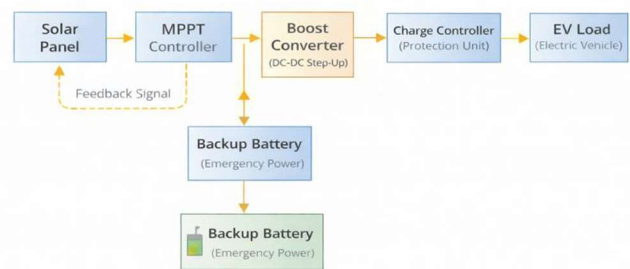 Solar
Panel
MPPT
Controller
Boost
Converter
(DC-DC Step-Up)
Charge Controller
(Protection Unit)
EV Load
(Electric Vehicle)
Feedback Signal
Backup Battery
(Emergency Power)
Backup Battery
(Emergency Power)